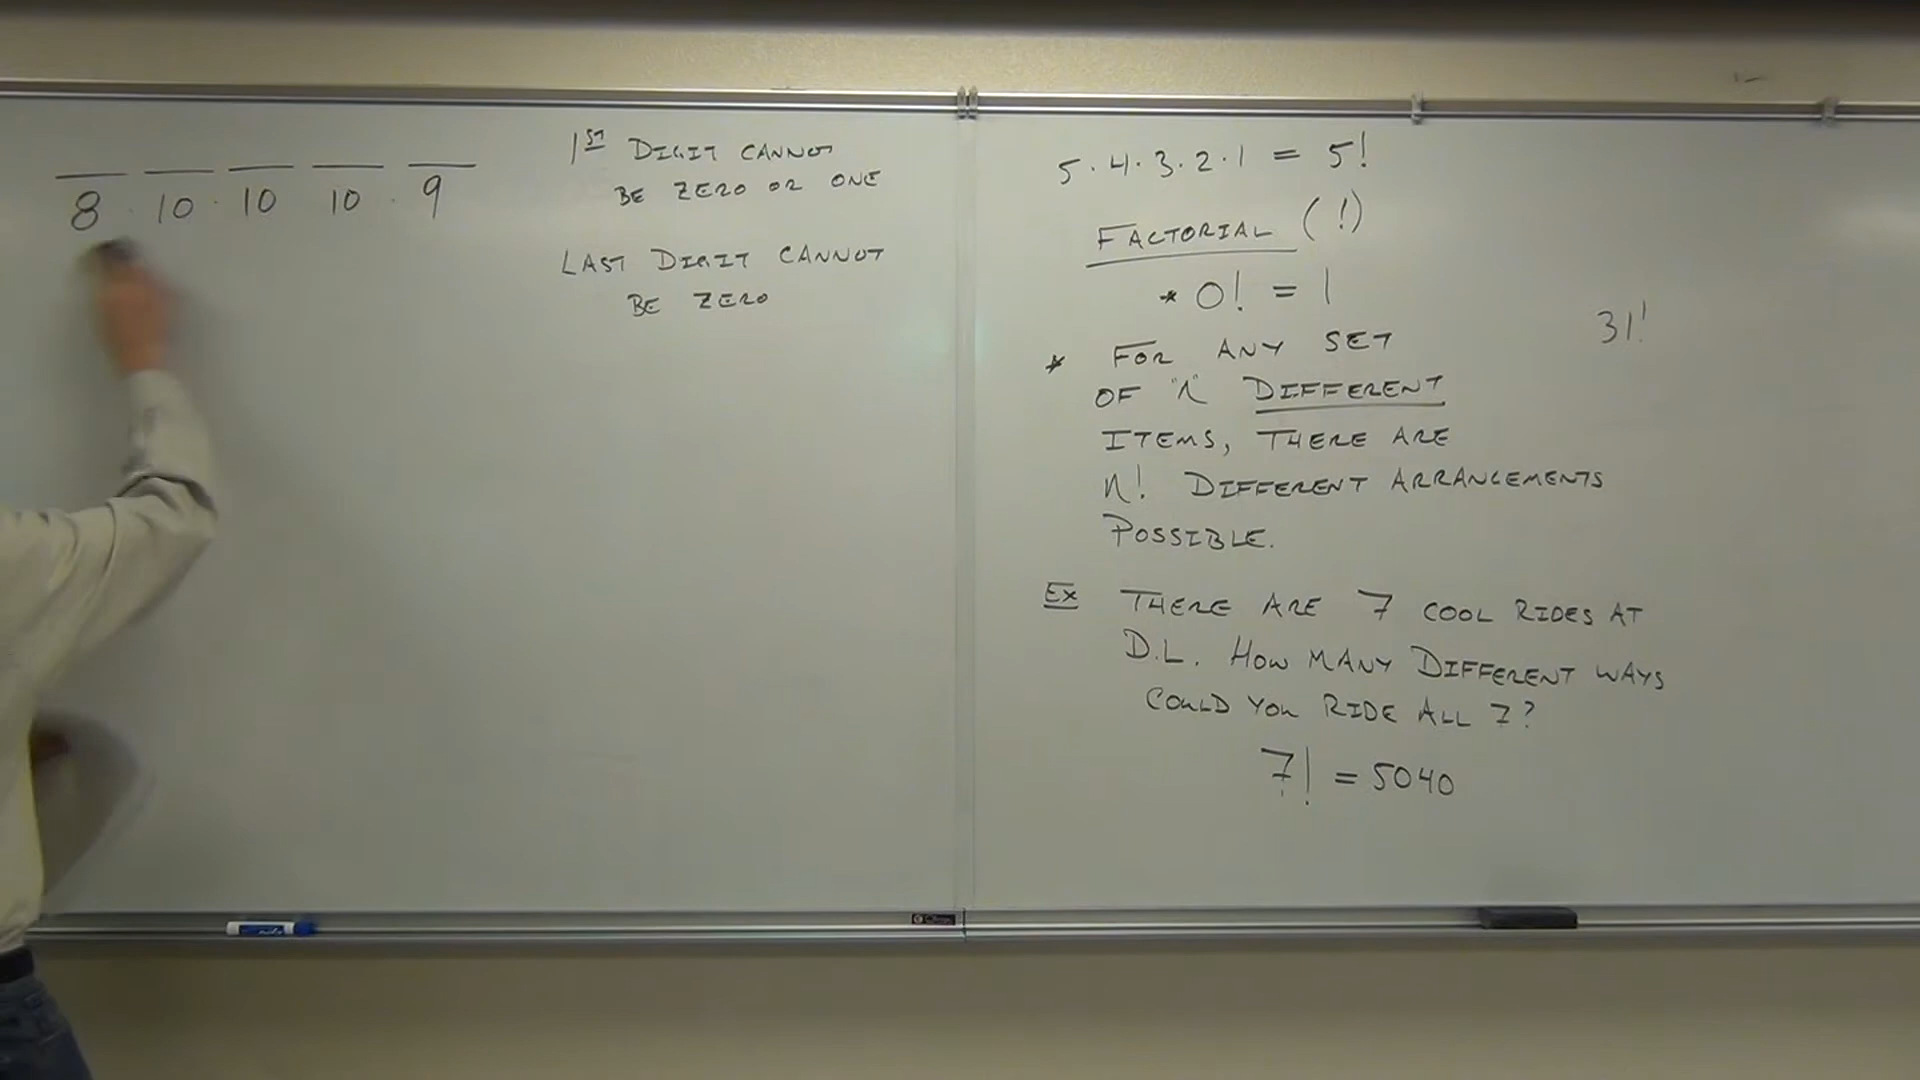 8 · 10 · 10 10 · 9
1ST DIGIT CANNOT
BE ZERO OR ONE
LAST DIGIT CANNOT
BE ZERO
5 · 4 · 3 · 2 · 1 = 5!
FACTORIAL (!)
* 0! = 1
31!
* FOR ANY SET
OF "n" DIFFERENT
ITEMS, THERE ARE
n! DIFFERENT ARRANGEMENTS
POSSIBLE.
EX THERE ARE 7 COOL RIDES AT
D.L. HOW MANY DIFFERENT WAYS
COULD YOU RIDE ALL 7?
7! = 5040